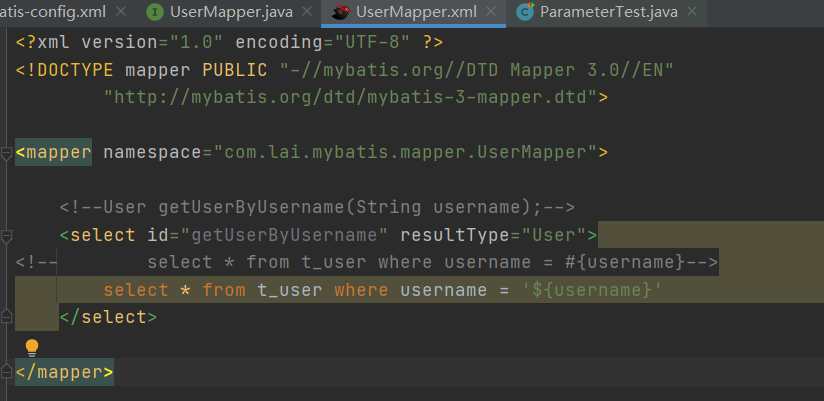 atis-config.xml × UserMapper.java × UserMapper.xml × ParameterTest.java ×
<?xml version="1.0" encoding="UTF-8" ?>
<!DOCTYPE mapper PUBLIC "-//mybatis.org//DTD Mapper 3.0//EN"
"http://mybatis.org/dtd/mybatis-3-mapper.dtd">
<mapper namespace="com.lai.mybatis.mapper.UserMapper">
<!--User getUserByUsername(String username);-->
<select id="getUserByUsername" resultType="User">
<!-- select * from t_user where username = #{username}-->
select * from t_user where username = '${username}'
</select>
</mapper>